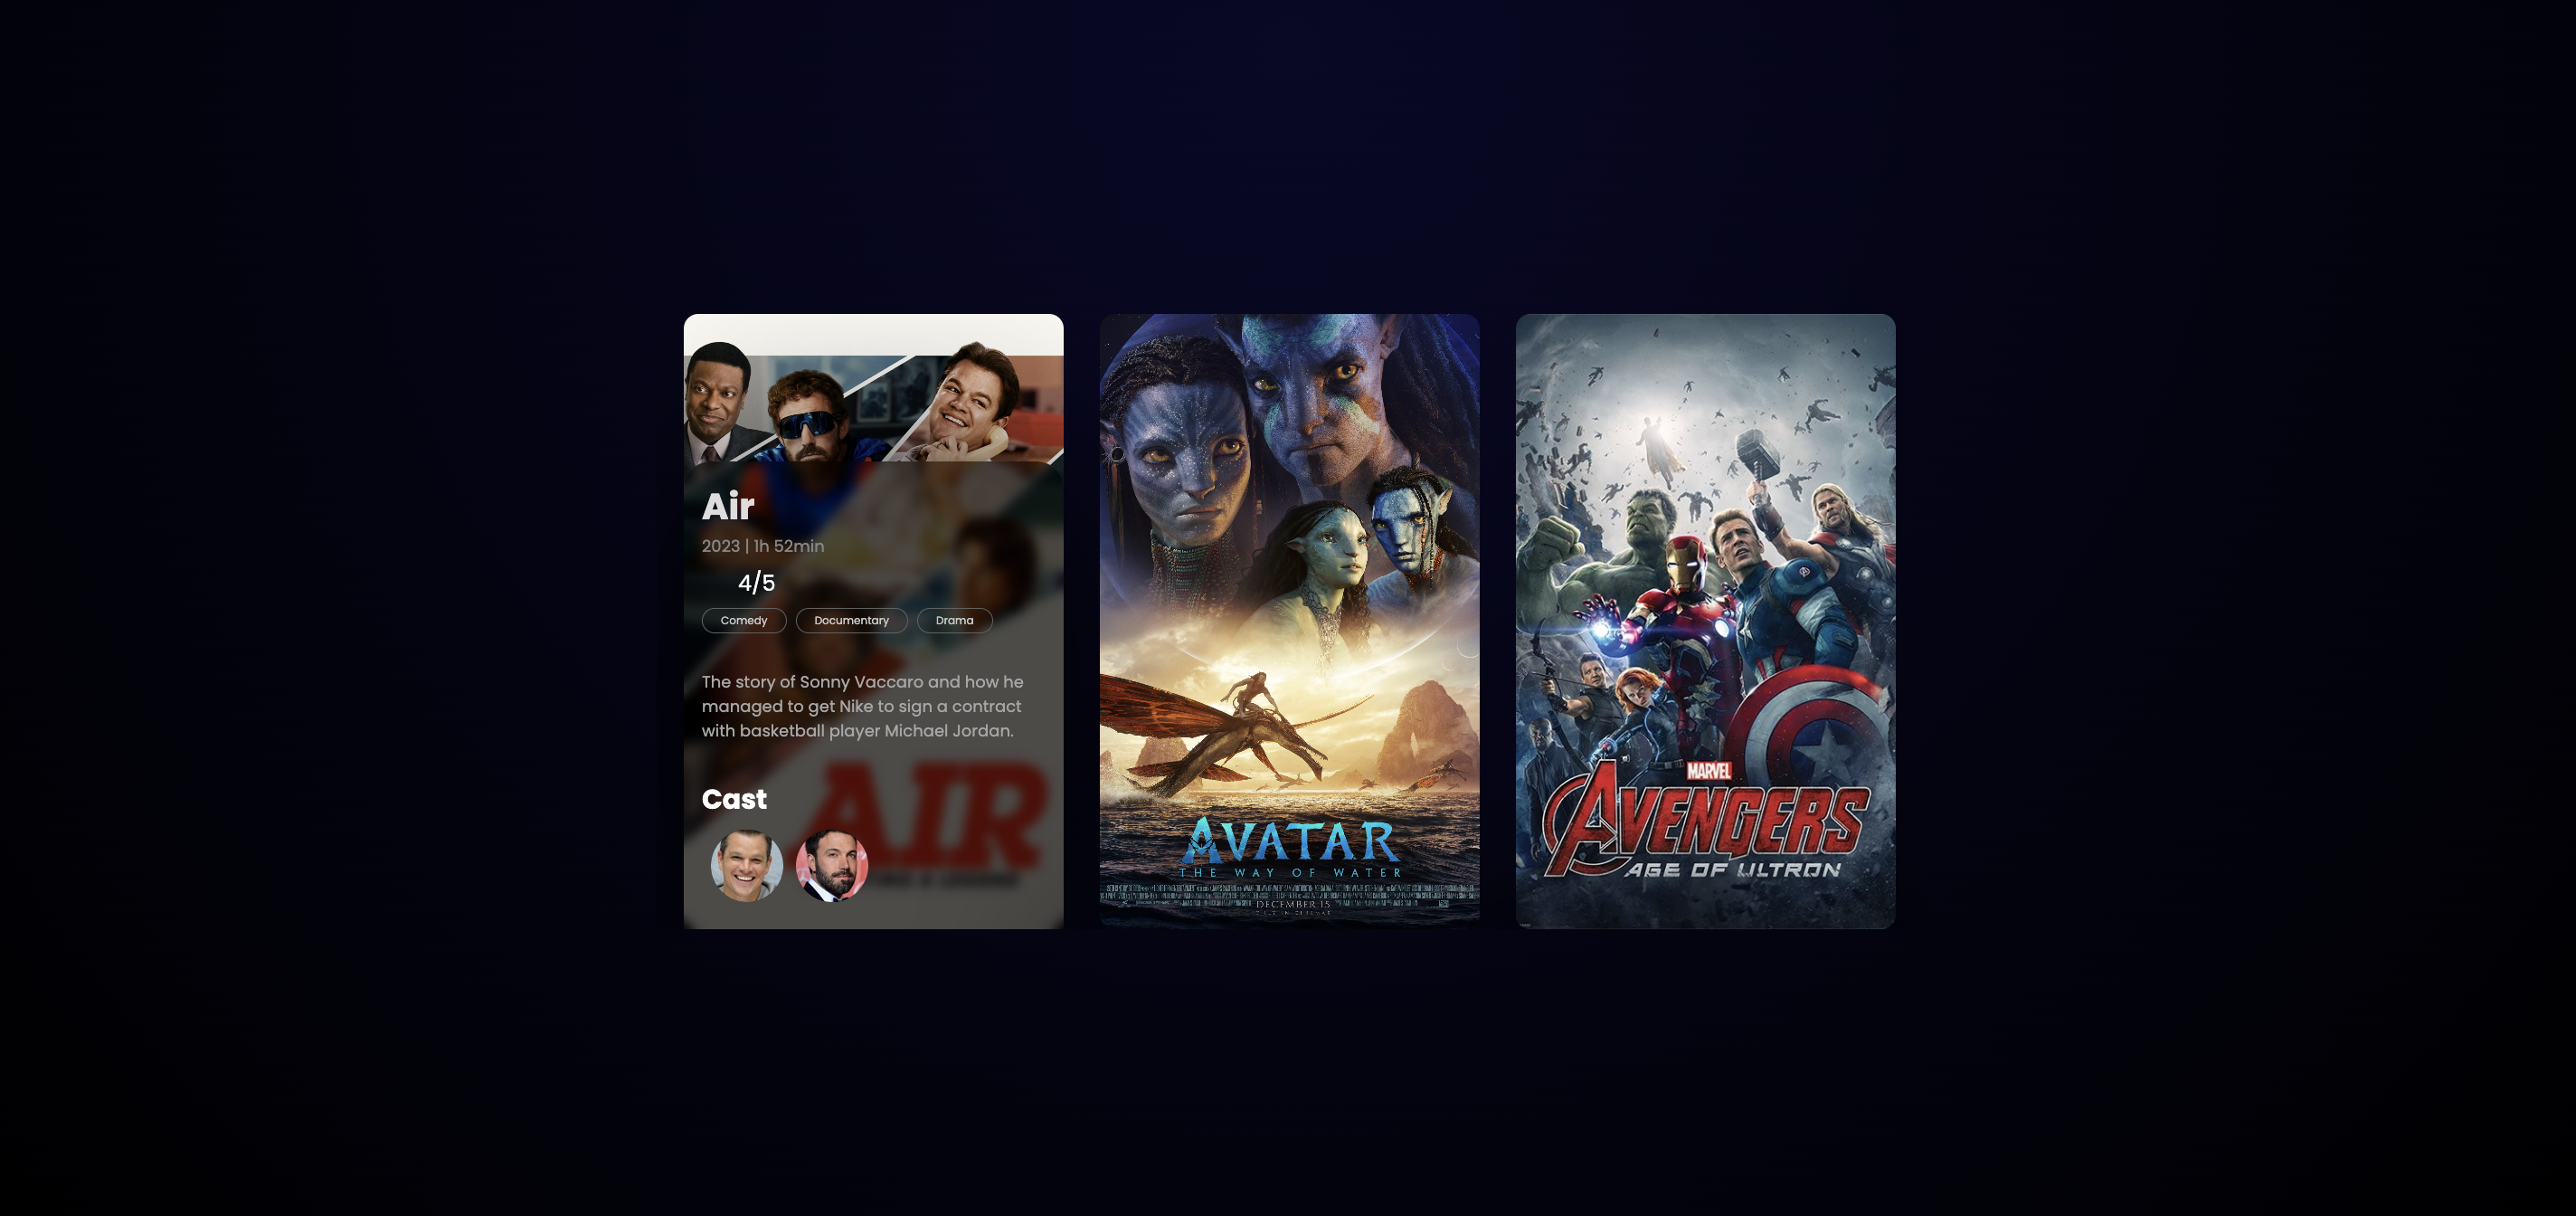 Air
2023 | 1h 52min
4/5
Comedy
Documentary
Drama
The story of Sonny Vaccaro and how he
managed to get Nike to sign a contract
with basketball player Michael Jordan.
AIR
Cast
AVATAR
THE WAY OF WATER
DECEMBER 15
MARVEL
AVENGERS
AGE OF ULTRON